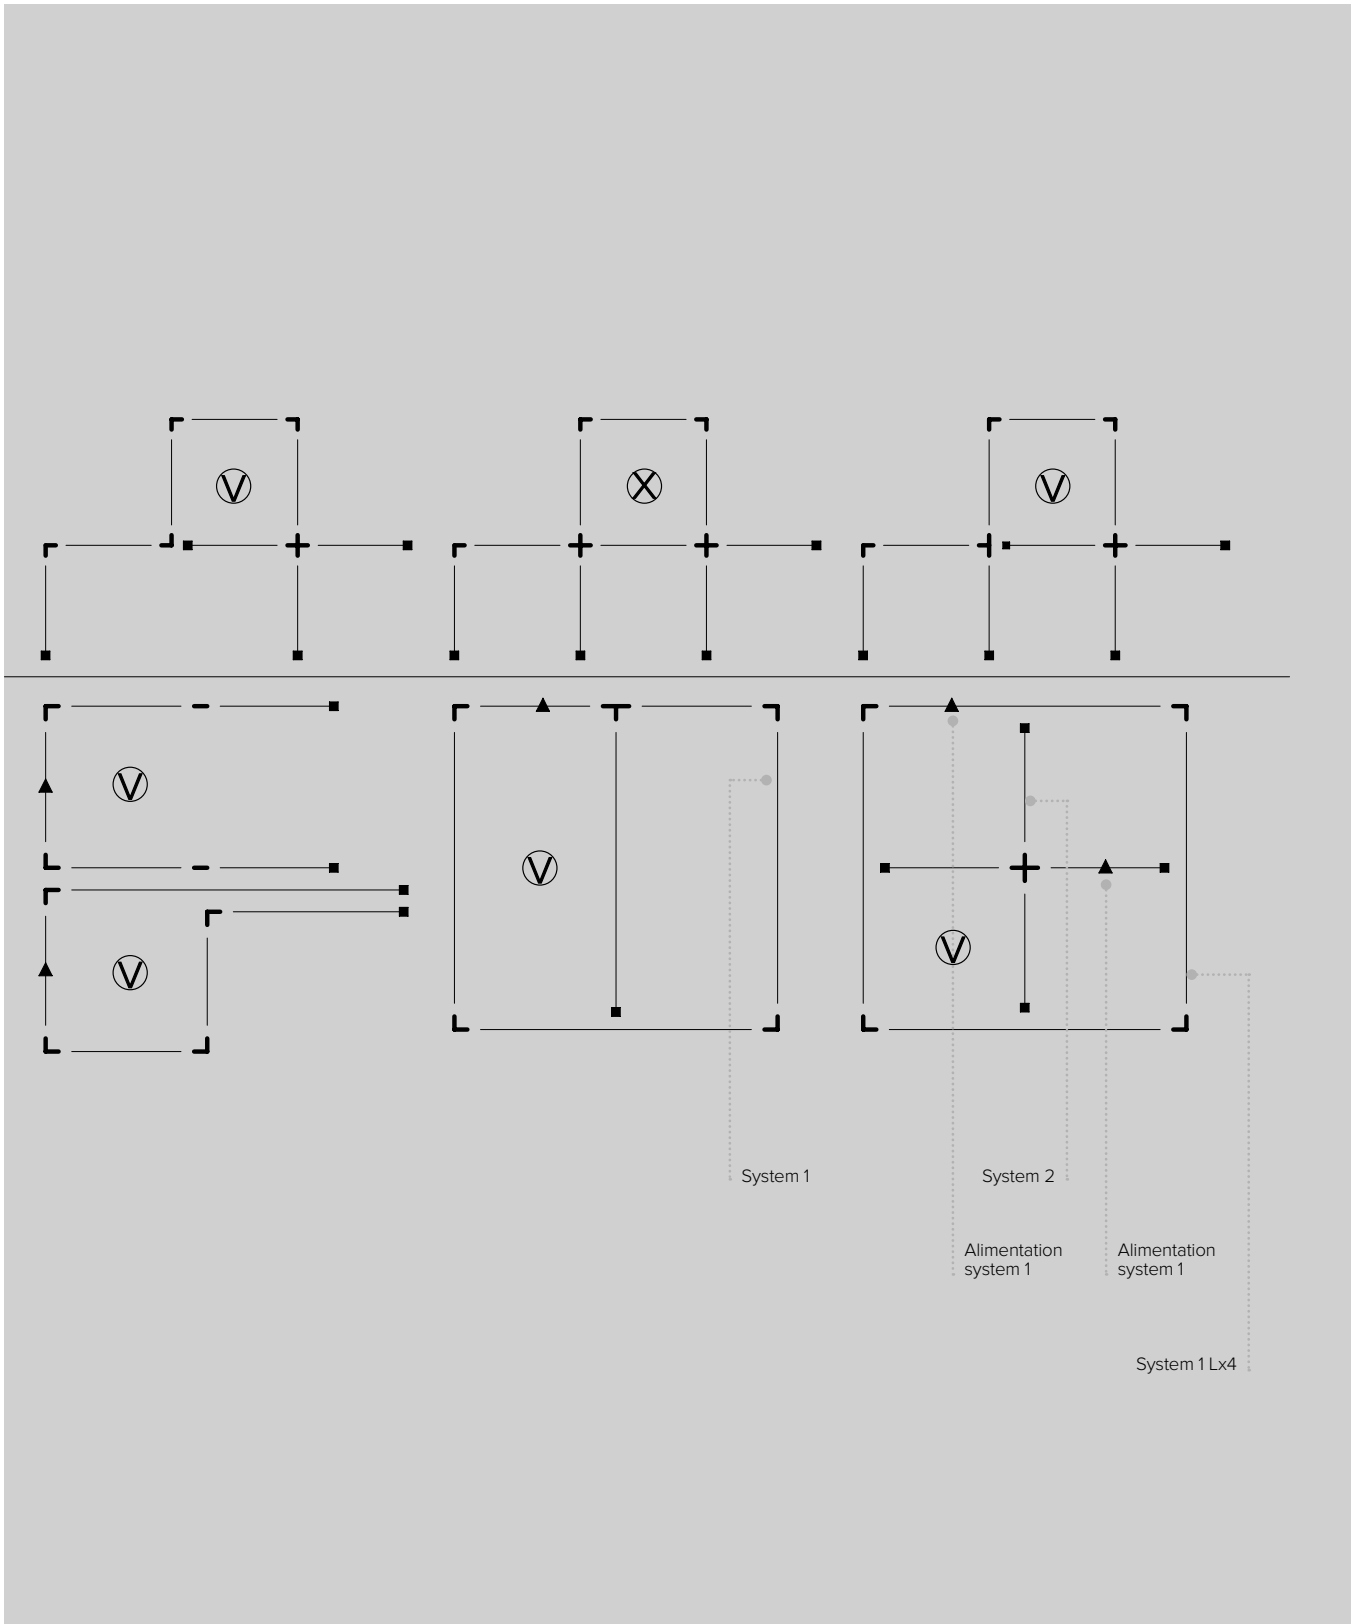 V
X
V
V
V
V
V
System 1
System 2
Alimentation
system 1
Alimentation
system 1
System 1 Lx4